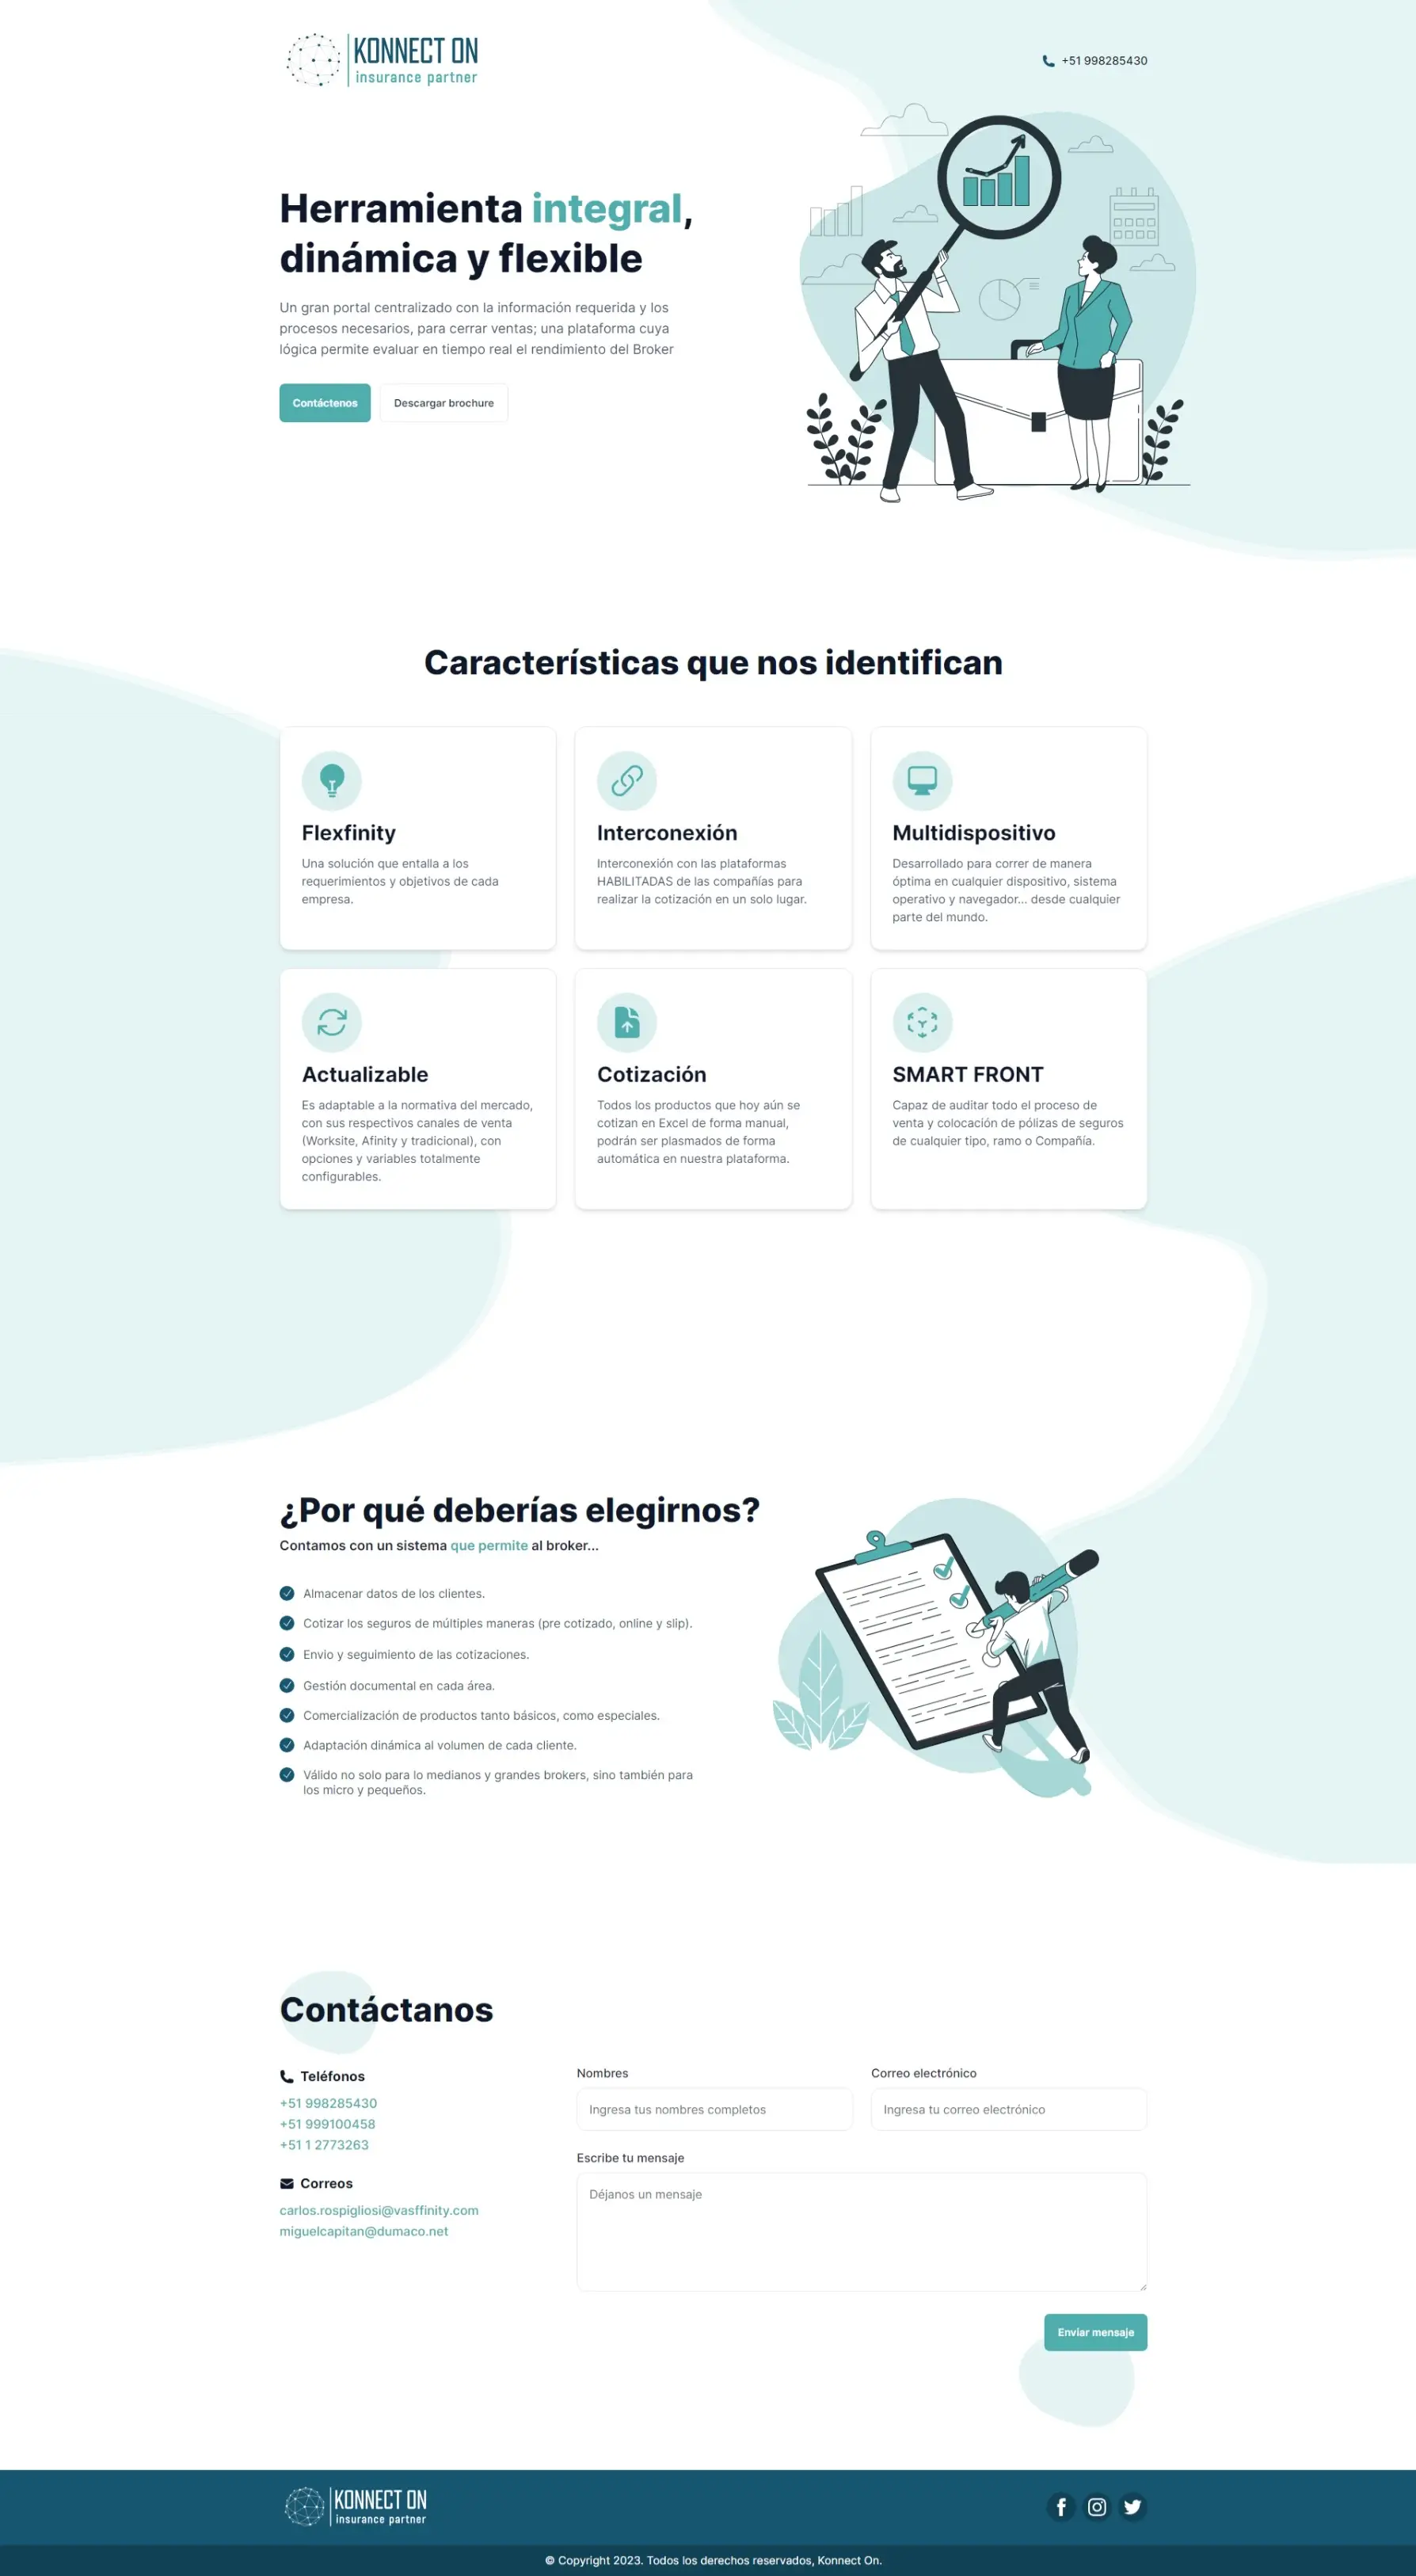 KONNECT ON
insurance partner
+51 998285430
Herramienta integral,
dinámica y flexible
Un gran portal centralizado con la información requerida y los
procesos necesarios, para cerrar ventas; una plataforma cuya
lógica permite evaluar en tiempo real el rendimiento del Broker
Contáctenos
Descargar brochure
Características que nos identifican
Flexfinity
Una solución que entalla a los
requerimientos y objetivos de cada
empresa.
Interconexión
Interconexión con las plataformas
HABILITADAS de las compañías para
realizar la cotización en un solo lugar.
Multidispositivo
Desarrollado para correr de manera
óptima en cualquier dispositivo, sistema
operativo y navegador... desde cualquier
parte del mundo.
Actualizable
Es adaptable a la normativa del mercado,
con sus respectivos canales de venta
(Worksite, Afinity y tradicional), con
opciones y variables totalmente
configurables.
Cotización
Todos los productos que hoy aún se
cotizan en Excel de forma manual,
podrán ser plasmados de forma
automática en nuestra plataforma.
SMART FRONT
Capaz de auditar todo el proceso de
venta y colocación de pólizas de seguros
de cualquier tipo, ramo o Compañía.
¿Por qué deberías elegirnos?
Contamos con un sistema que permite al broker...
Almacenar datos de los clientes.
Cotizar los seguros de múltiples maneras (pre cotizado, online y slip).
Envio y seguimiento de las cotizaciones.
Gestión documental en cada área.
Comercialización de productos tanto básicos, como especiales.
Adaptación dinámica al volumen de cada cliente.
Válido no solo para lo medianos y grandes brokers, sino también para
los micro y pequeños.
Contáctanos
Teléfonos
+51 998285430
+51 999100458
+51 1 2773263
Correos
carlos.rospigliosi@vasffinity.com
miguelcapitan@dumaco.net
Nombres
Ingresa tus nombres completos
Correo electrónico
Ingresa tu correo electrónico
Escribe tu mensaje
Déjanos un mensaje
Enviar mensaje
KONNECT ON
insurance partner
© Copyright 2023. Todos los derechos reservados, Konnect On.